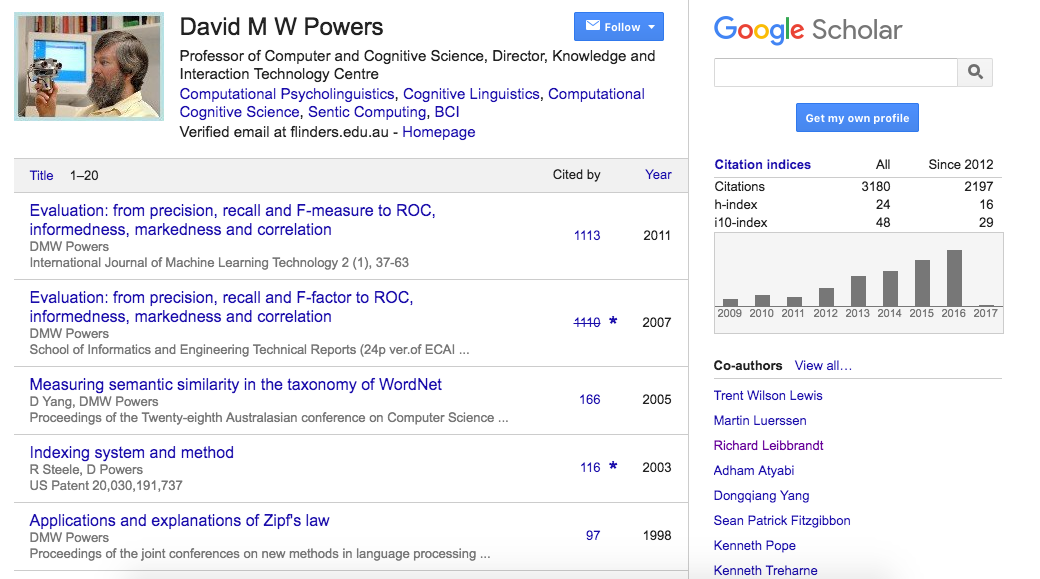 David M W Powers
Follow
Professor of Computer and Cognitive Science, Director, Knowledge and
Interaction Technology Centre
Computational Psycholinguistics, Cognitive Linguistics, Computational
Cognitive Science, Sentic Computing, BCI
Verified email at flinders.edu.au - Homepage
Title 1–20 Cited by Year
Evaluation: from precision, recall and F-measure to ROC,
informedness, markedness and correlation
DMW Powers
International Journal of Machine Learning Technology 2 (1), 37-63
1113 2011
Evaluation: from precision, recall and F-factor to ROC,
informedness, markedness and correlation
DMW Powers
School of Informatics and Engineering Technical Reports (24p ver.of ECAI ...
1110 * 2007
Measuring semantic similarity in the taxonomy of WordNet
D Yang, DMW Powers
Proceedings of the Twenty-eighth Australasian conference on Computer Science ...
166 2005
Indexing system and method
R Steele, D Powers
US Patent 20,030,191,737
116 * 2003
Applications and explanations of Zipf's law
DMW Powers
Proceedings of the joint conferences on new methods in language processing ...
97 1998
Google Scholar
Get my own profile
Citation indices All Since 2012
Citations 3180 2197
h-index 24 16
i10-index 48 29
2009 2010 2011 2012 2013 2014 2015 2016 2017
Co-authors View all…
Trent Wilson Lewis
Martin Luerssen
Richard Leibbrandt
Adham Atyabi
Dongqiang Yang
Sean Patrick Fitzgibbon
Kenneth Pope
Kenneth Treharne